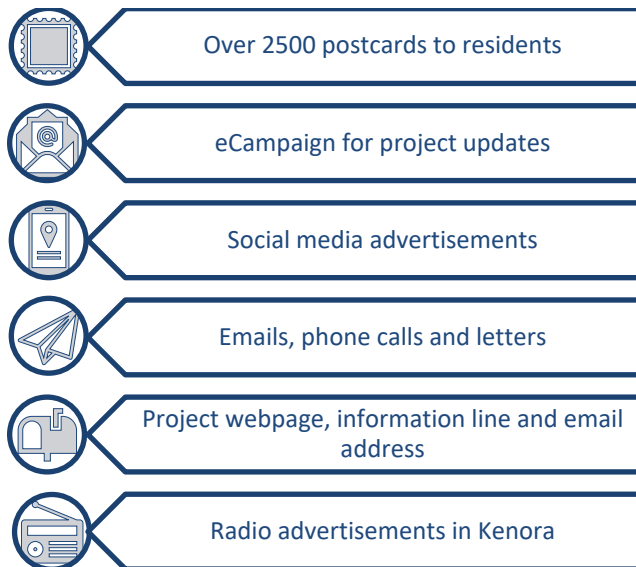 Over 2500 postcards to residents
eCampaign for project updates
Social media advertisements
Emails, phone calls and letters
Project webpage, information line and email
address
Radio advertisements in Kenora